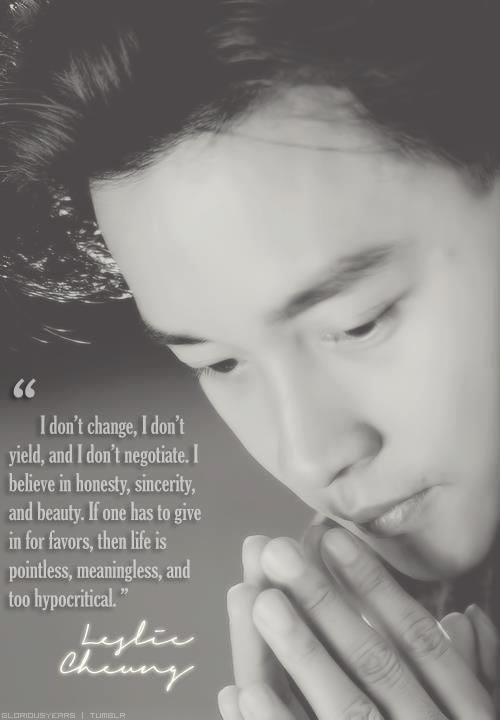 “
I don’t change, I don’t
yield, and I don’t negotiate. I
believe in honesty, sincerity,
and beauty. If one has to give
in for favors, then life is
pointless, meaningless, and
too hypocritical. ”
Leslie
Cheung
GLORIOUSYEARS | TUMBLR